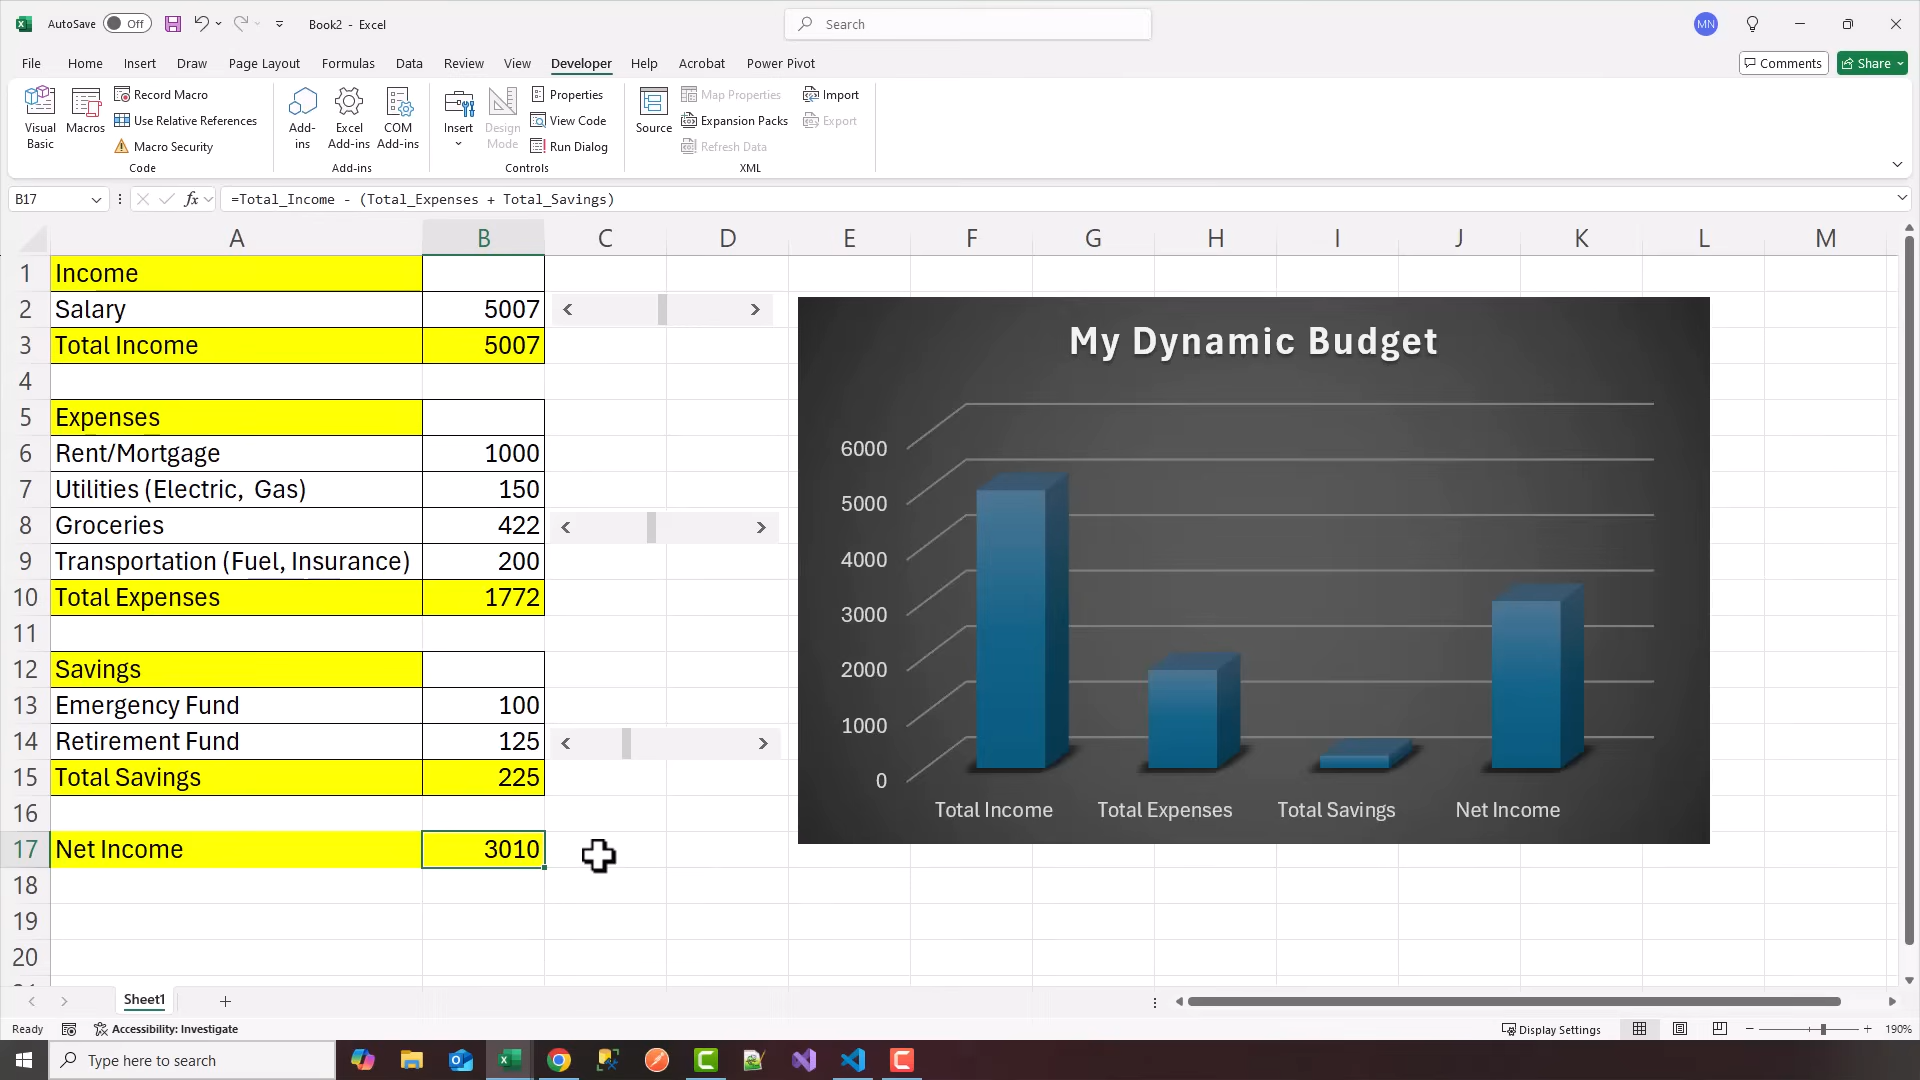 AutoSave Off Book2 - Excel Search MN
File Home Insert Draw Page Layout Formulas Data Review View Developer Help Acrobat Power Pivot Comments Share
Visual Basic
Macros
Record Macro
Use Relative References
Macro Security
Code
Add-ins
Excel Add-ins
COM Add-ins
Add-ins
Insert
Design Mode
Properties
View Code
Run Dialog
Controls
Source
Map Properties
Expansion Packs
Refresh Data
Import
Export
XML
B17 fx =Total_Income - (Total_Expenses + Total_Savings)
A B C D E F G H I J K L M
1 Income
2 Salary 5007
3 Total Income 5007
4
5 Expenses
6 Rent/Mortgage 1000
7 Utilities (Electric, Gas) 150
8 Groceries 422
9 Transportation (Fuel, Insurance) 200
10 Total Expenses 1772
11
12 Savings
13 Emergency Fund 100
14 Retirement Fund 125
15 Total Savings 225
16
17 Net Income 3010
18
19
20
My Dynamic Budget
6000
5000
4000
3000
2000
1000
0
Total Income Total Expenses Total Savings Net Income
Sheet1
Ready Accessibility: Investigate Display Settings 190%
Type here to search